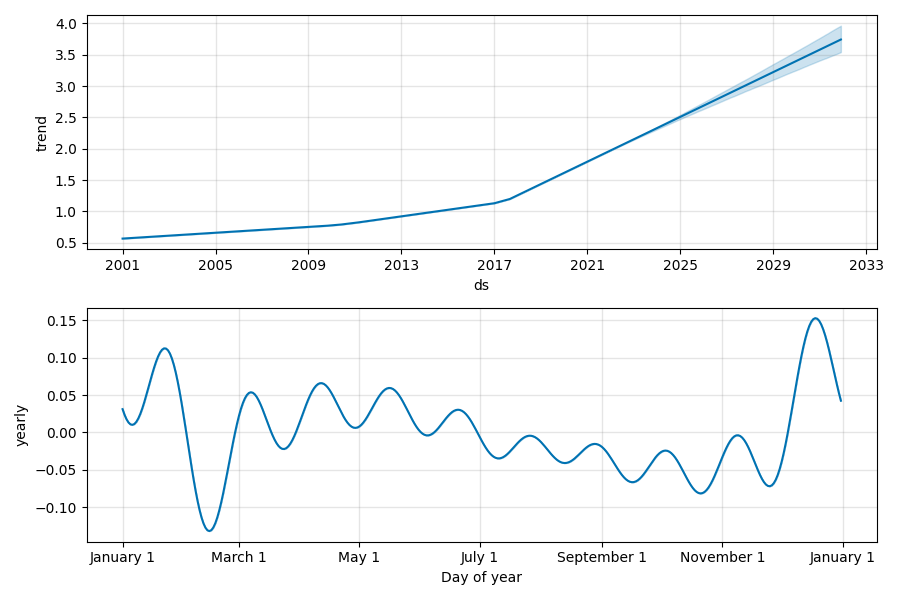 4.0
3.5
3.0
2.5
2.0
1.5
1.0
0.5
trend
2001 2005 2009 2013 2017 2021 2025 2029 2033
ds
0.15
0.10
0.05
0.00
−0.05
−0.10
yearly
January 1 March 1 May 1 July 1 September 1 November 1 January 1
Day of year